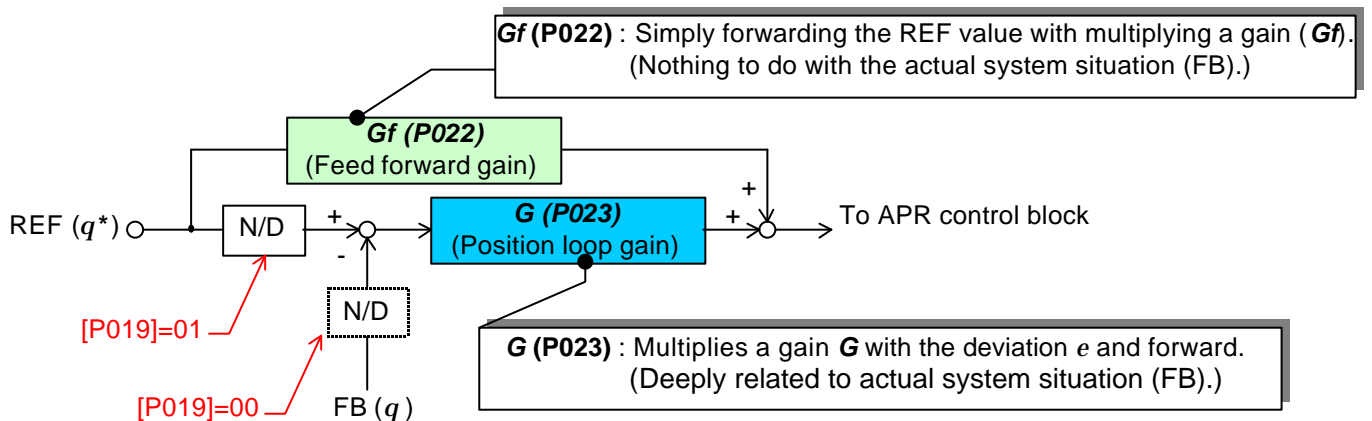 Gf (P022) : Simply forwarding the REF value with multiplying a gain (Gf).
(Nothing to do with the actual system situation (FB).)
Gf (P022)
(Feed forward gain)
REF (q*)
N/D
+
-
G (P023)
(Position loop gain)
+
+
To APR control block
N/D
[P019]=01
[P019]=00
FB (q)
G (P023) : Multiplies a gain G with the deviation e and forward.
(Deeply related to actual system situation (FB).)